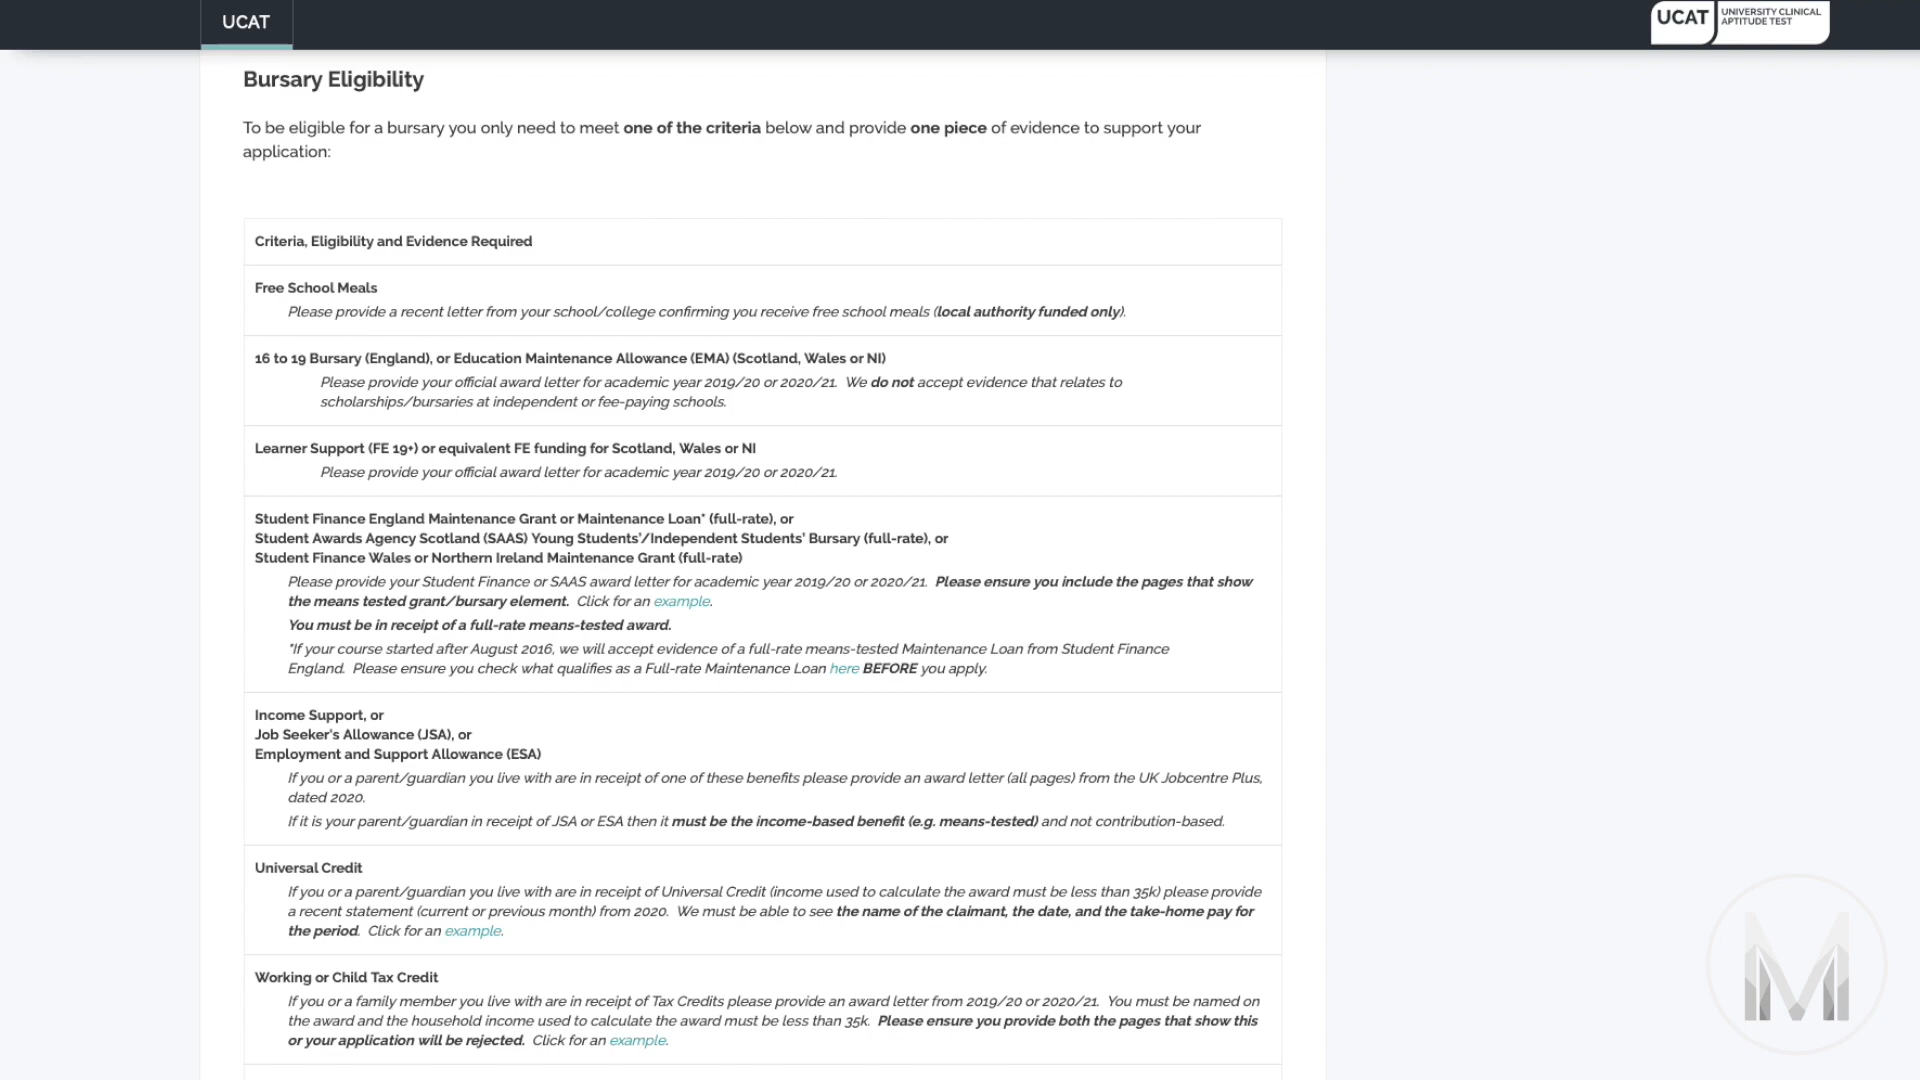 UCAT
UCAT
UNIVERSITY CLINICAL
APTITUDE TEST
Bursary Eligibility
To be eligible for a bursary you only need to meet one of the criteria below and provide one piece of evidence to support your
application:
Criteria, Eligibility and Evidence Required
Free School Meals
Please provide a recent letter from your school/college confirming you receive free school meals (local authority funded only).
16 to 19 Bursary (England), or Education Maintenance Allowance (EMA) (Scotland, Wales or NI)
Please provide your official award letter for academic year 2019/20 or 2020/21. We do not accept evidence that relates to
scholarships/bursaries at independent or fee-paying schools.
Learner Support (FE 19+) or equivalent FE funding for Scotland, Wales or NI
Please provide your official award letter for academic year 2019/20 or 2020/21.
Student Finance England Maintenance Grant or Maintenance Loan* (full-rate), or
Student Awards Agency Scotland (SAAS) Young Students'/Independent Students' Bursary (full-rate), or
Student Finance Wales or Northern Ireland Maintenance Grant (full-rate)
Please provide your Student Finance or SAAS award letter for academic year 2019/20 or 2020/21. Please ensure you include the pages that show
the means tested grant/bursary element. Click for an example.
You must be in receipt of a full-rate means-tested award.
*If your course started after August 2016, we will accept evidence of a full-rate means-tested Maintenance Loan from Student Finance
England. Please ensure you check what qualifies as a Full-rate Maintenance Loan here BEFORE you apply.
Income Support, or
Job Seeker's Allowance (JSA), or
Employment and Support Allowance (ESA)
If you or a parent/guardian you live with are in receipt of one of these benefits please provide an award letter (all pages) from the UK Jobcentre Plus,
dated 2020.
If it is your parent/guardian in receipt of JSA or ESA then it must be the income-based benefit (e.g. means-tested) and not contribution-based.
Universal Credit
If you or a parent/guardian you live with are in receipt of Universal Credit (income used to calculate the award must be less than 35k) please provide
a recent statement (current or previous month) from 2020. We must be able to see the name of the claimant, the date, and the take-home pay for
the period. Click for an example.
Working or Child Tax Credit
If you or a family member you live with are in receipt of Tax Credits please provide an award letter from 2019/20 or 2020/21. You must be named on
the award and the household income used to calculate the award must be less than 35k. Please ensure you provide both the pages that show this
or your application will be rejected. Click for an example.